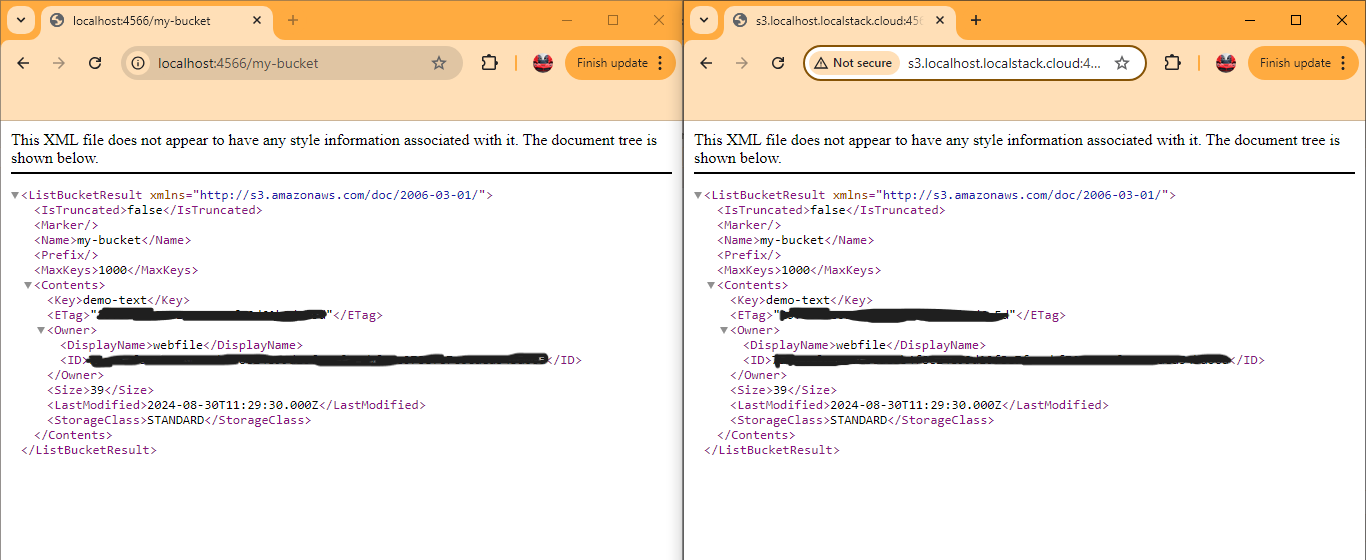 localhost:4566/my-bucket
localhost:4566/my-bucket
Finish update
This XML file does not appear to have any style information associated with it. The document tree is
shown below.
<ListBucketResult xmlns="http://s3.amazonaws.com/doc/2006-03-01/">
<IsTruncated>false</IsTruncated>
<Marker/>
<Name>my-bucket</Name>
<Prefix/>
<MaxKeys>1000</MaxKeys>
<Contents>
<Key>demo-text</Key>
<ETag>" "</ETag>
<Owner>
<DisplayName>webfile</DisplayName>
<ID> </ID>
</Owner>
<Size>39</Size>
<LastModified>2024-08-30T11:29:30.000Z</LastModified>
<StorageClass>STANDARD</StorageClass>
</Contents>
</ListBucketResult>
s3.localhost.localstack.cloud:456
Not secure s3.localhost.localstack.cloud:4...
Finish update
This XML file does not appear to have any style information associated with it. The document tree is
shown below.
<ListBucketResult xmlns="http://s3.amazonaws.com/doc/2006-03-01/">
<IsTruncated>false</IsTruncated>
<Marker/>
<Name>my-bucket</Name>
<Prefix/>
<MaxKeys>1000</MaxKeys>
<Contents>
<Key>demo-text</Key>
<ETag>" "</ETag>
<Owner>
<DisplayName>webfile</DisplayName>
<ID> </ID>
</Owner>
<Size>39</Size>
<LastModified>2024-08-30T11:29:30.000Z</LastModified>
<StorageClass>STANDARD</StorageClass>
</Contents>
</ListBucketResult>